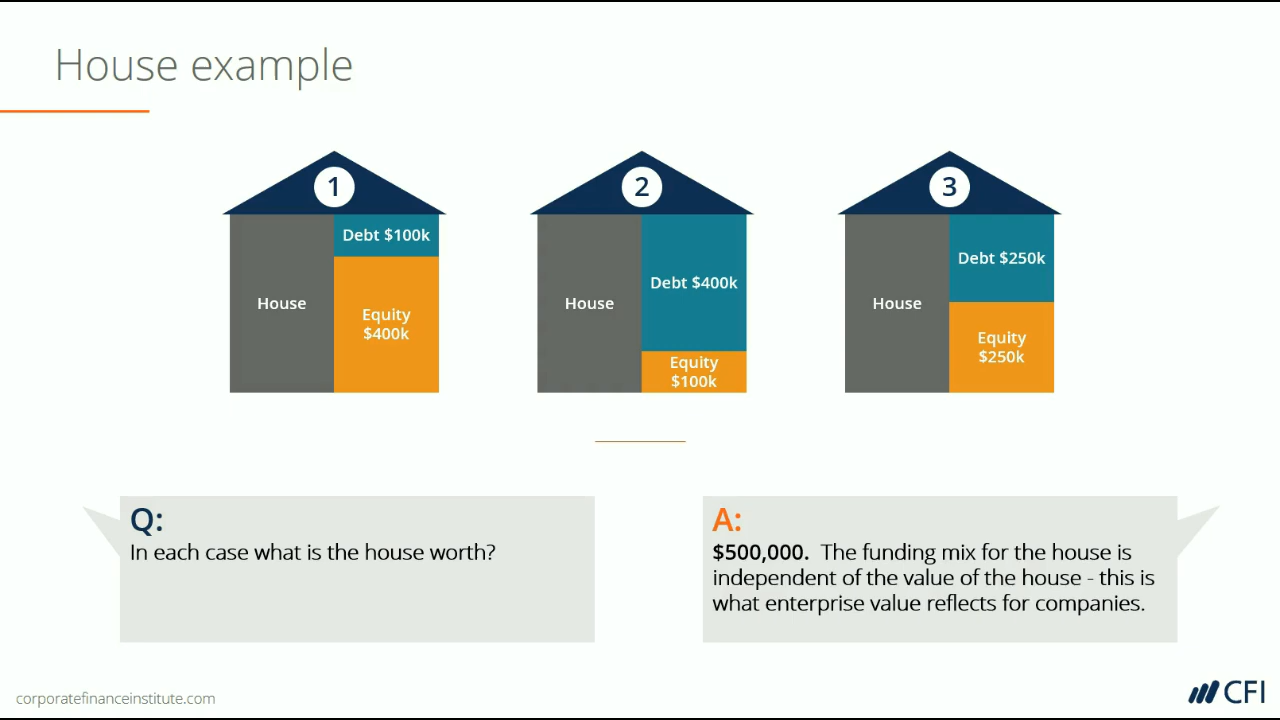 House example
1
2
3
House
Debt $100k
Equity
$400k
House
Debt $400k
Equity
$100k
House
Debt $250k
Equity
$250k
Q:
In each case what is the house worth?
A:
$500,000. The funding mix for the house is
independent of the value of the house - this is
what enterprise value reflects for companies.
corporatefinanceinstitute.com
CFI